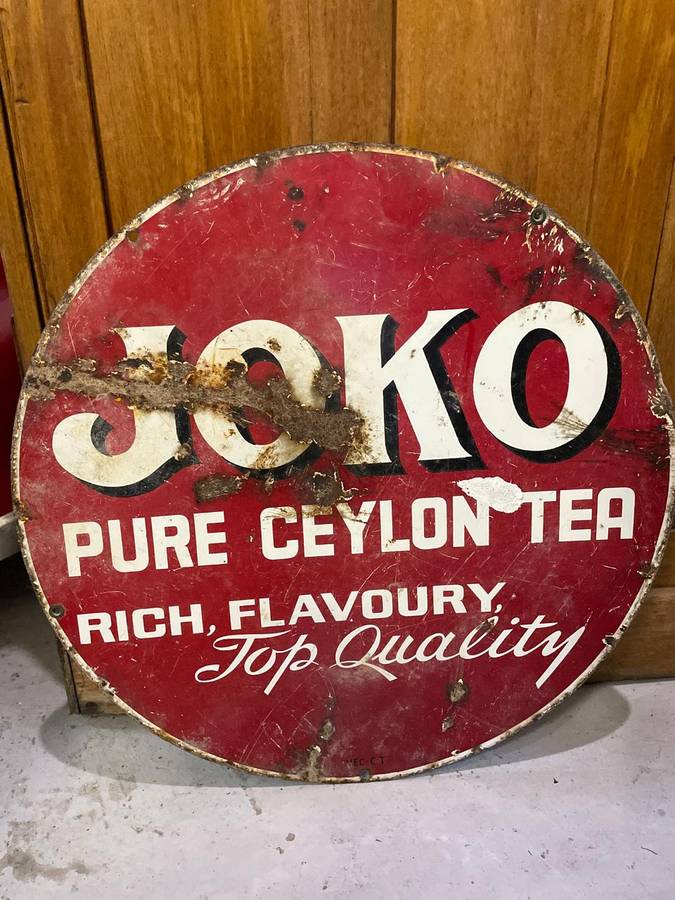 JOKO
PURE CEYLON TEA
RICH, FLAVOURY,
Top Quality